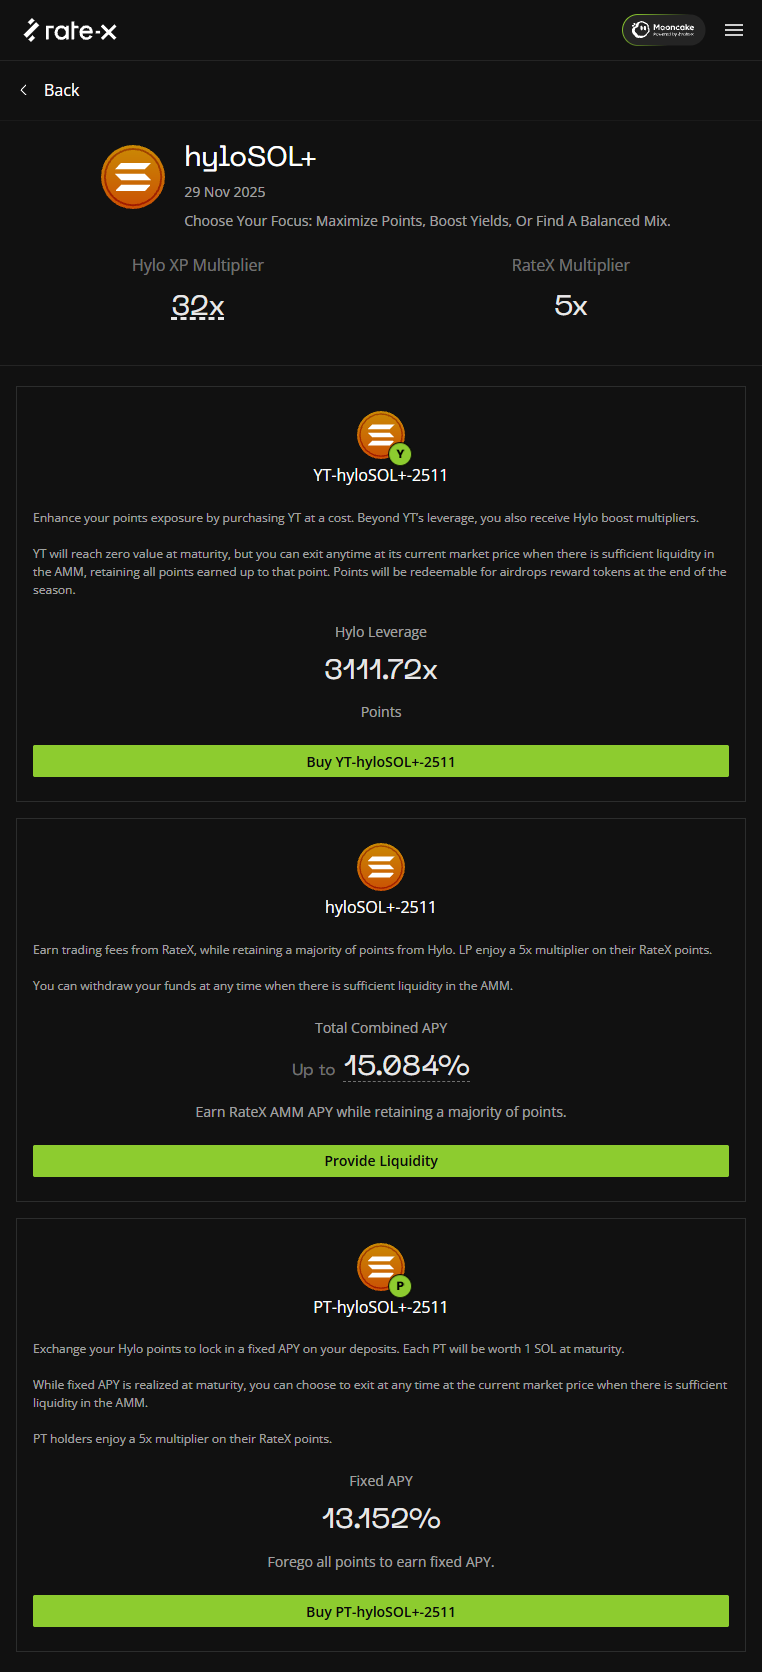 rate-x
Mooncake
Powered by RateX
Back
hyloSOL+
29 Nov 2025
Choose Your Focus: Maximize Points, Boost Yields, Or Find A Balanced Mix.
Hylo XP Multiplier
RateX Multiplier
32x
5x
Y
YT-hyloSOL+-2511
Enhance your points exposure by purchasing YT at a cost. Beyond YT's leverage, you also receive Hylo boost multipliers.
YT will reach zero value at maturity, but you can exit anytime at its current market price when there is sufficient liquidity in
the AMM, retaining all points earned up to that point. Points will be redeemable for airdrops reward tokens at the end of the
season.
Hylo Leverage
3111.72x
Points
Buy YT-hyloSOL+-2511
hyloSOL+-2511
Earn trading fees from RateX, while retaining a majority of points from Hylo. LP enjoy a 5x multiplier on their RateX points.
You can withdraw your funds at any time when there is sufficient liquidity in the AMM.
Total Combined APY
Up to 15.084%
Earn RateX AMM APY while retaining a majority of points.
Provide Liquidity
P
PT-hyloSOL+-2511
Exchange your Hylo points to lock in a fixed APY on your deposits. Each PT will be worth 1 SOL at maturity.
While fixed APY is realized at maturity, you can choose to exit at any time at the current market price when there is sufficient
liquidity in the AMM.
PT holders enjoy a 5x multiplier on their RateX points.
Fixed APY
13.152%
Forego all points to earn fixed APY.
Buy PT-hyloSOL+-2511